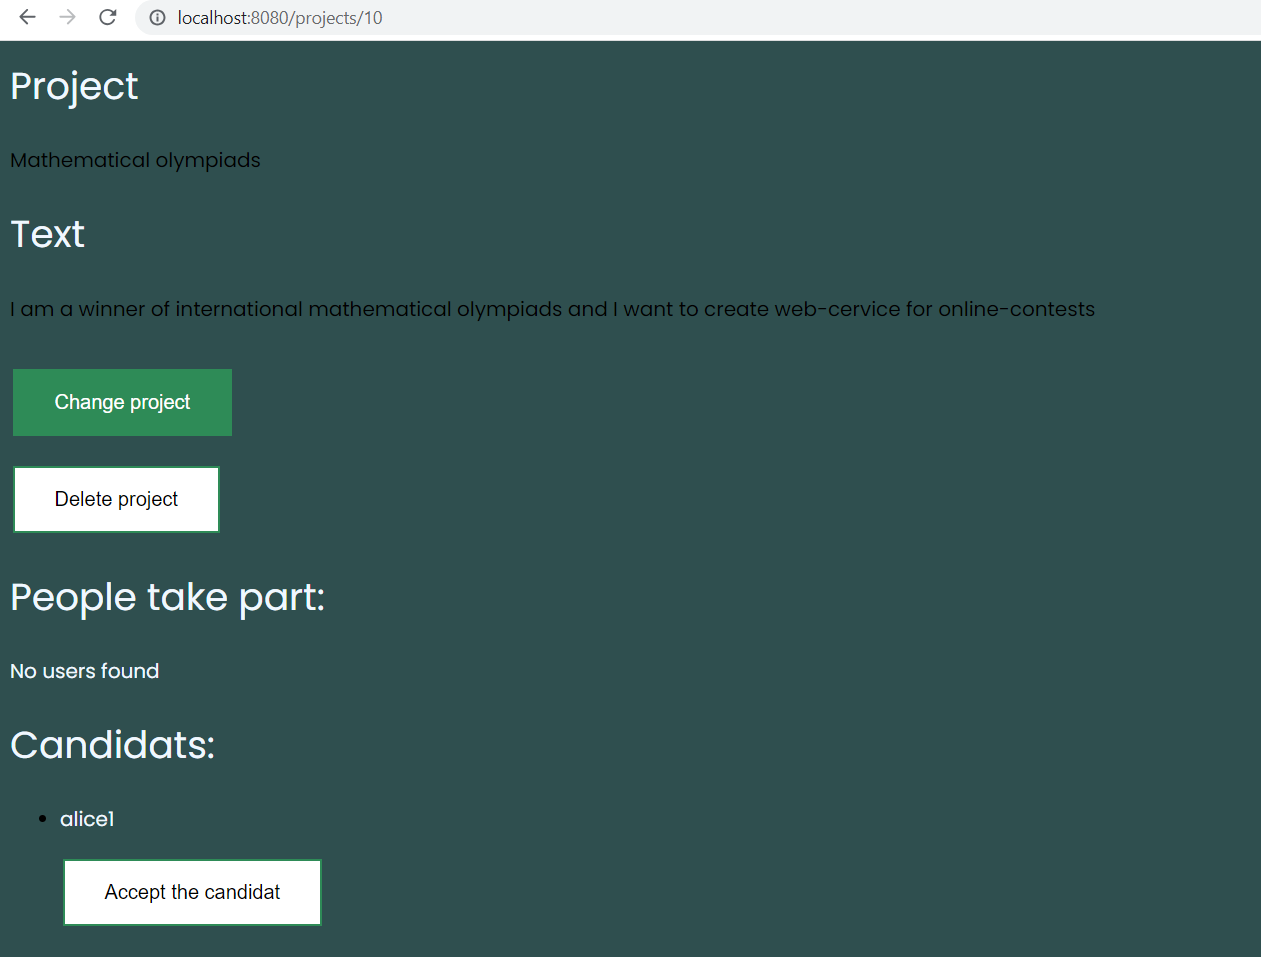 localhost:8080/projects/10
Project
Mathematical olympiads
Text
I am a winner of international mathematical olympiads and I want to create web-cervice for online-contests
Change project
Delete project
People take part:
No users found
Candidats:
alice1
Accept the candidat